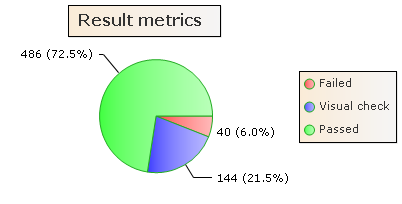 Result metrics
486 (72.5%)
Failed
Visual check
Passed
40 (6.0%)
144 (21.5%)